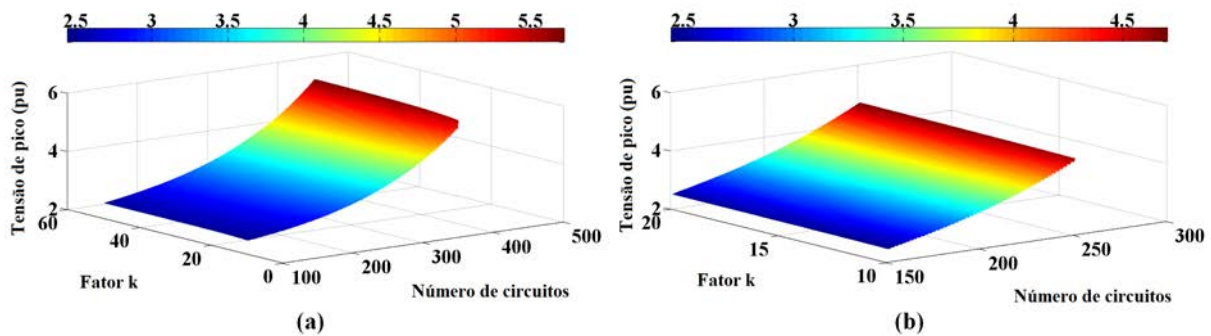 2.5 3 3.5 4 4.5 5 5.5
6
4
2
Tensão de pico (pu)
60
40
20
0
Fator k
100
200
300
400
500
Número de circuitos
(a)
2.5 3 3.5 4 4.5
6
4
2
Tensão de pico (pu)
20
15
10
Fator k
150
200
250
300
Número de circuitos
(b)